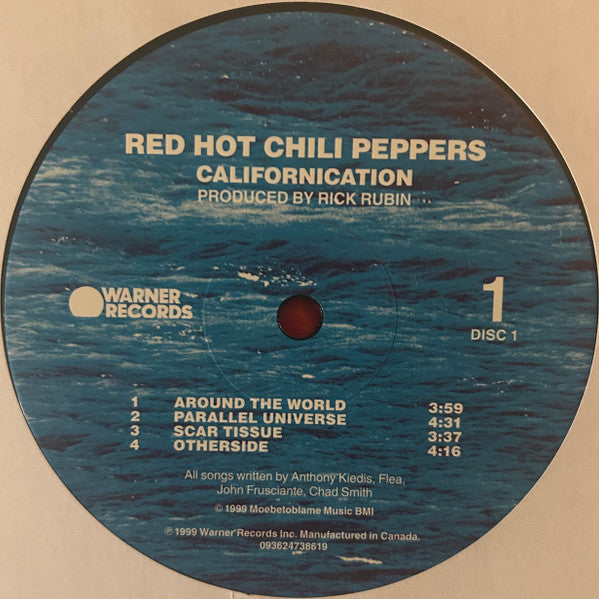 RED HOT CHILI PEPPERS
CALIFORNICATION
PRODUCED BY RICK RUBIN
WARNER
RECORDS
1
DISC 1
1 AROUND THE WORLD 3:59
2 PARALLEL UNIVERSE 4:31
3 SCAR TISSUE 3:37
4 OTHERSIDE 4:16
All songs written by Anthony Kiedis, Flea,
John Frusciante, Chad Smith
© 1999 Moebetoblame Music BMI
℗ 1999 Warner Records Inc. Manufactured in Canada.
093624738619